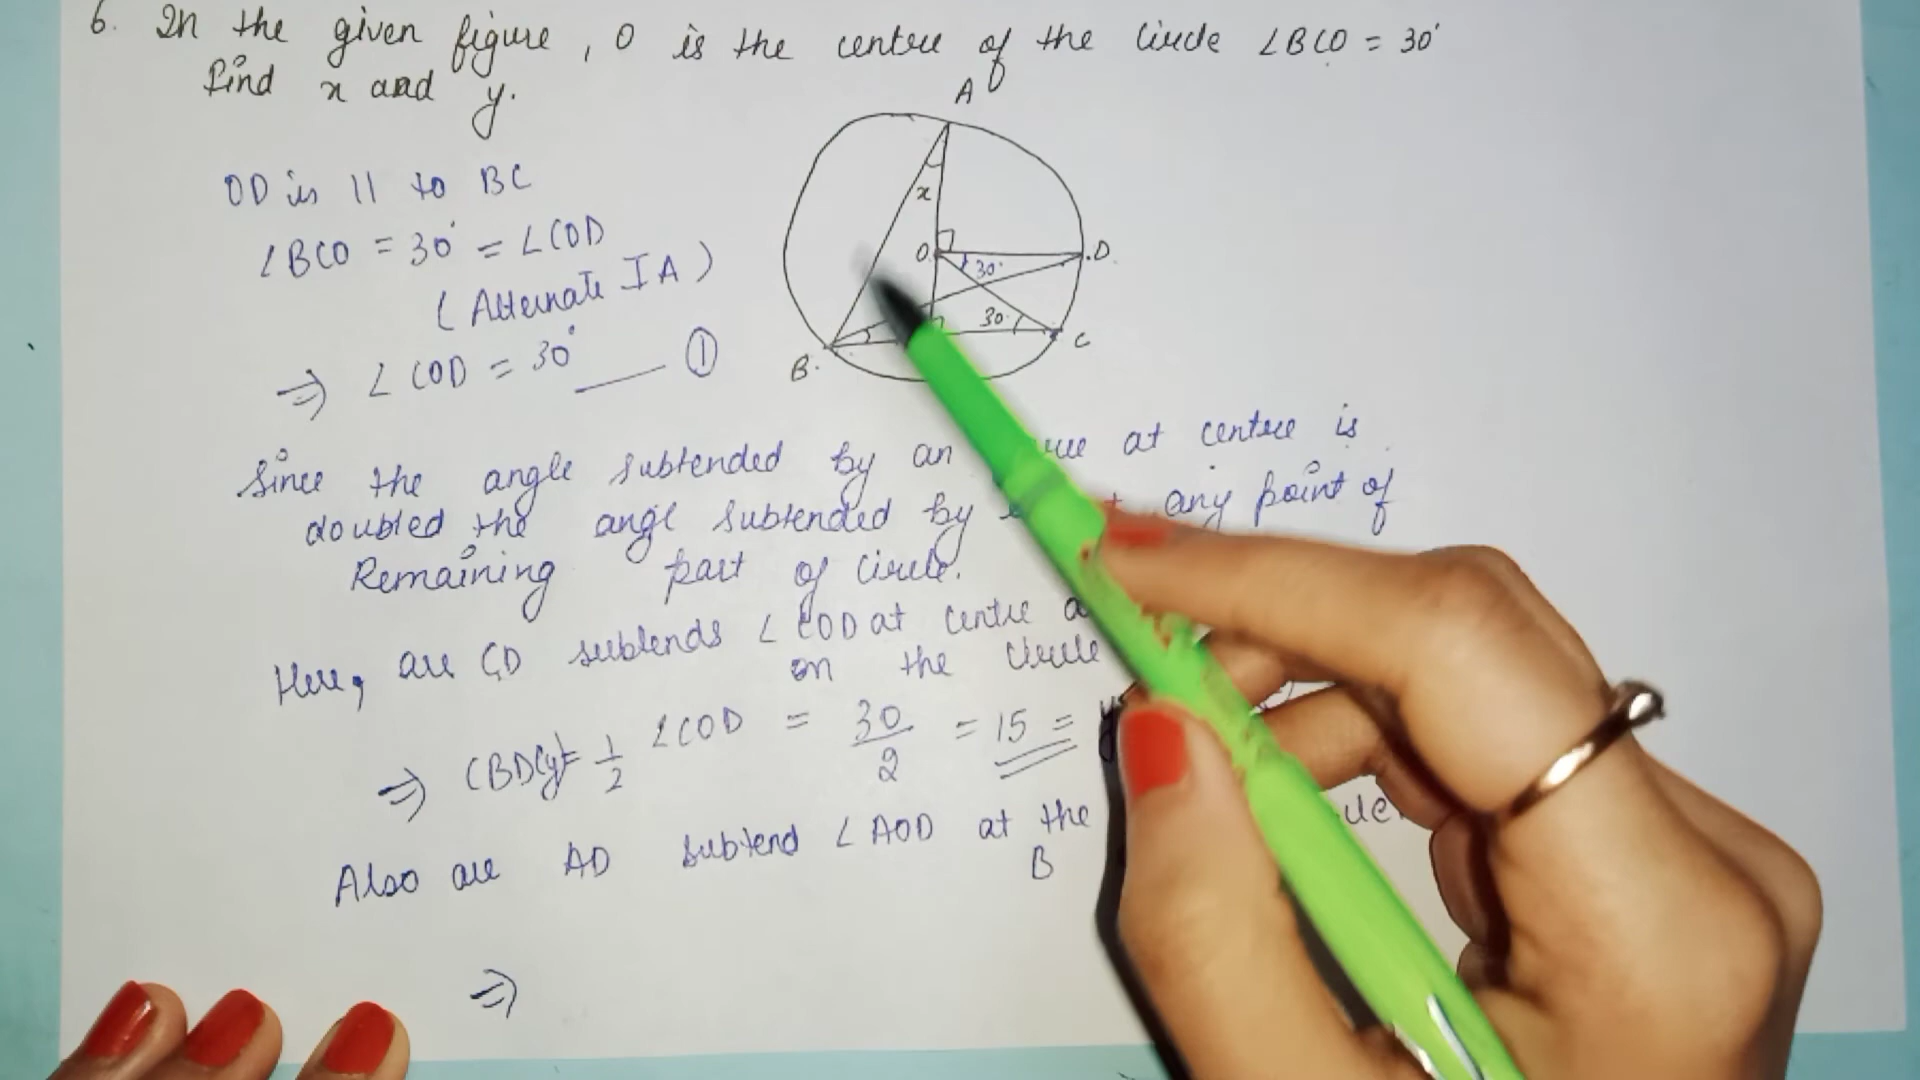 6. In the given figure, O is the centre of the circle ∠BCO = 30°
find x and y.
A
OD is || to BC
x
∠BCO = 30° = ∠COD
O
D
30°
(Alternate IA)
30°
C
⇒ ∠COD = 30° ①
B.
Since the angle subtended by an at centre is
doubled the angl subtended by any point of
Remaining part of circle.
Here, arc CD subtends ∠COD at centre
on the circle
⇒ CBD(y)= 1/2 ∠COD = 30/2 = 15 = y
Also arc AD subtend ∠AOD at the
B
⇒